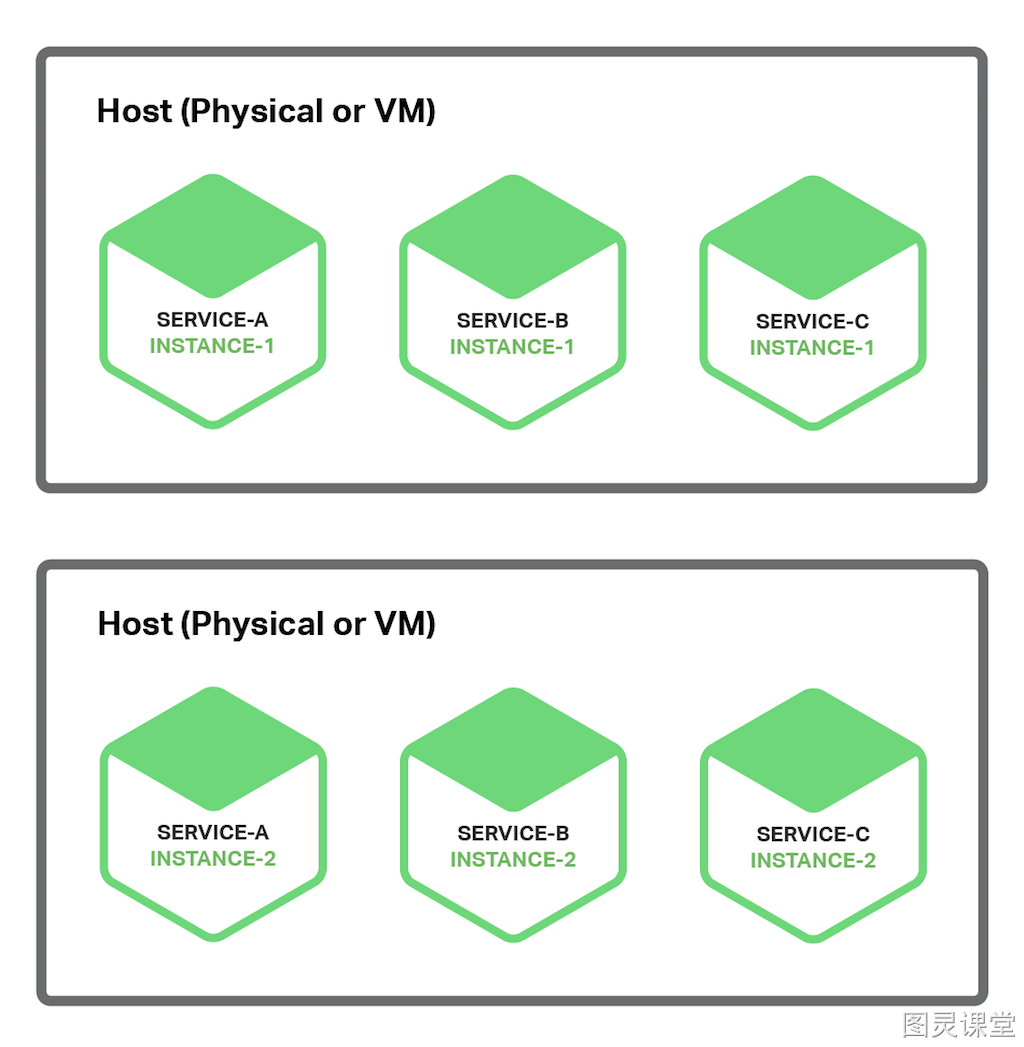 Host (Physical or VM)
SERVICE-A
INSTANCE-1
SERVICE-B
INSTANCE-1
SERVICE-C
INSTANCE-1
Host (Physical or VM)
SERVICE-A
INSTANCE-2
SERVICE-B
INSTANCE-2
SERVICE-C
INSTANCE-2
图灵课堂